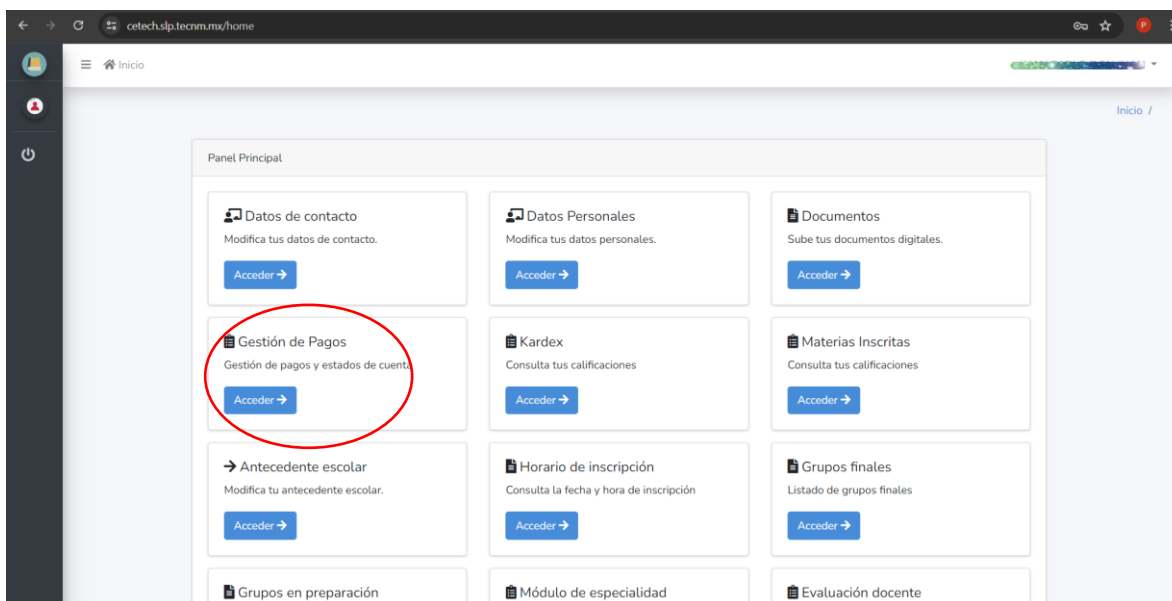 cetech.slp.tecnm.mx/home
P
Inicio
Inicio /
Panel Principal
Datos de contacto
Modifica tus datos de contacto.
Acceder
Datos Personales
Modifica tus datos personales.
Acceder
Documentos
Sube tus documentos digitales.
Acceder
Gestión de Pagos
Gestión de pagos y estados de cuenta
Acceder
Kardex
Consulta tus calificaciones
Acceder
Materias Inscritas
Consulta tus calificaciones
Acceder
Antecedente escolar
Modifica tu antecedente escolar.
Acceder
Horario de inscripción
Consulta la fecha y hora de inscripción
Acceder
Grupos finales
Listado de grupos finales
Acceder
Grupos en preparación
Módulo de especialidad
Evaluación docente